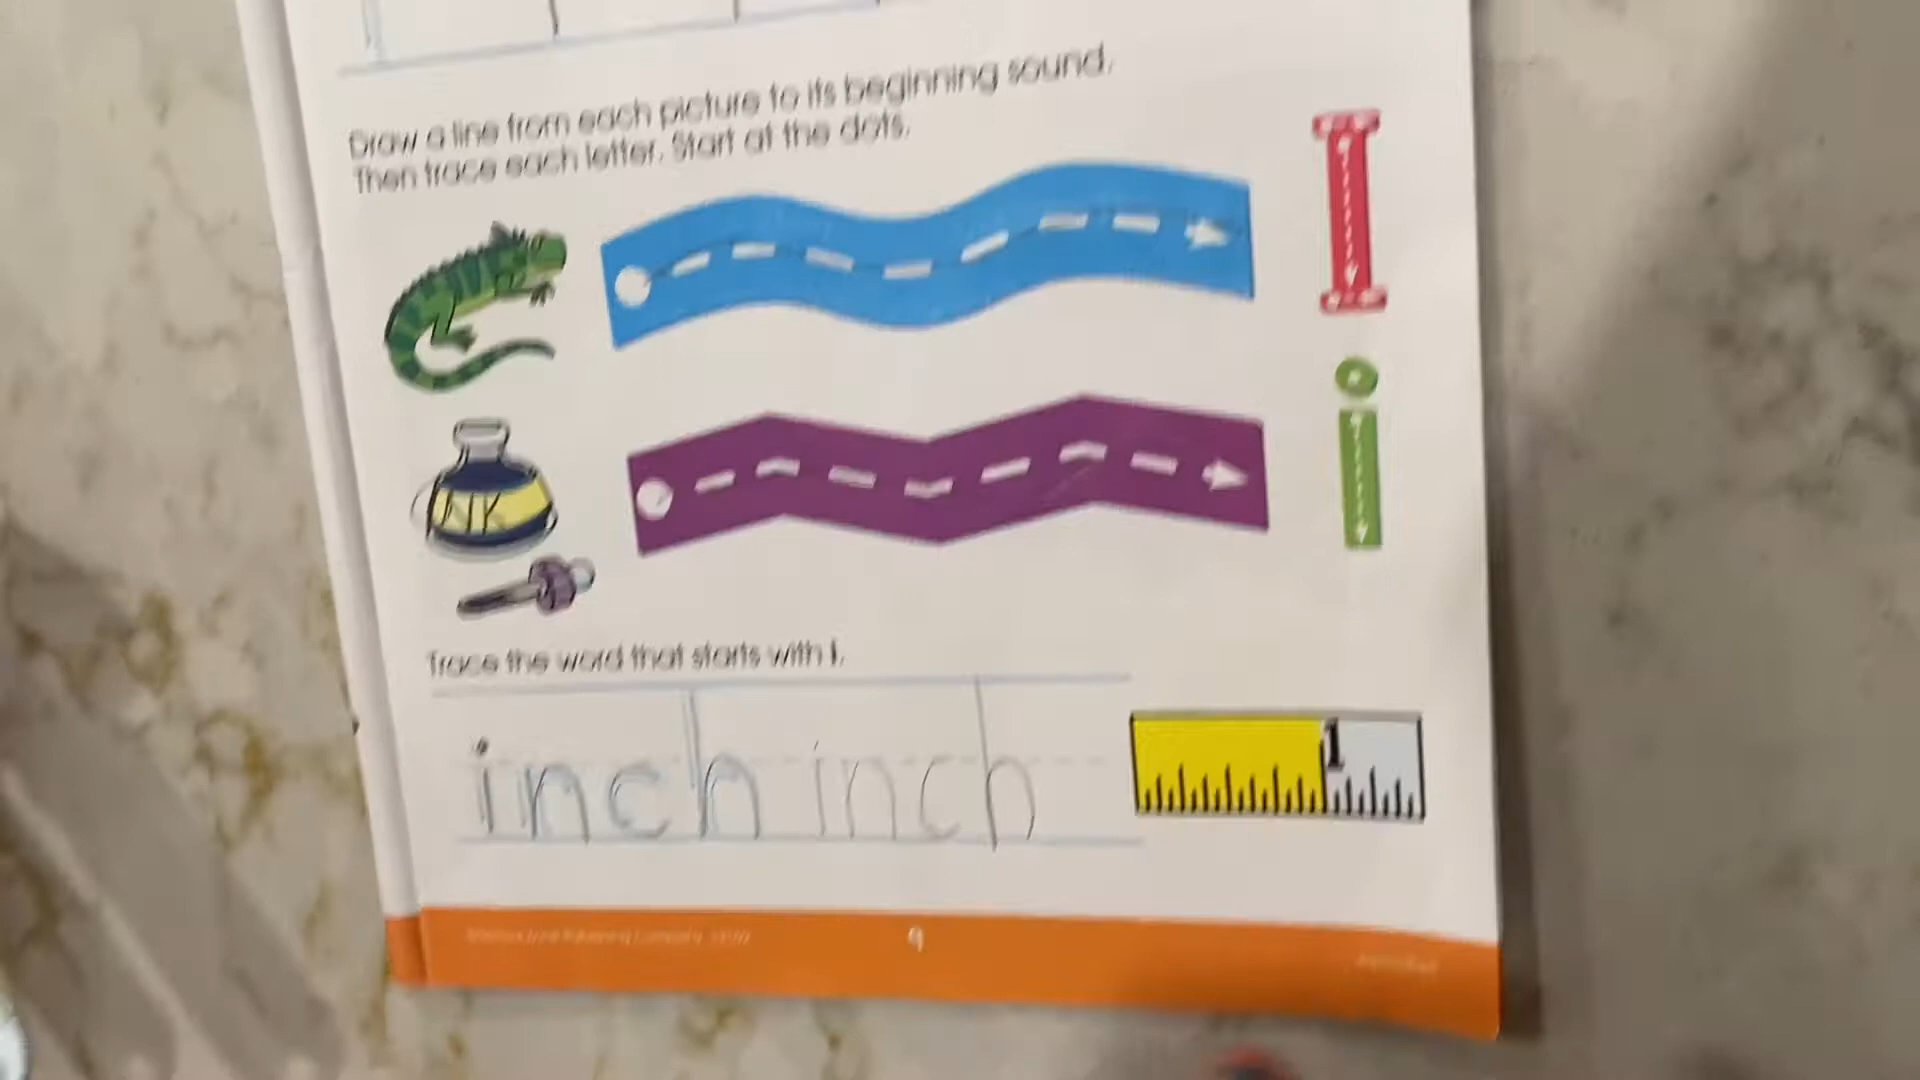 Draw a line from each picture to its beginning sound.
Then trace each letter. Start at the dots.
I
i
INK
Trace the word that starts with i.
inch inch
1
9